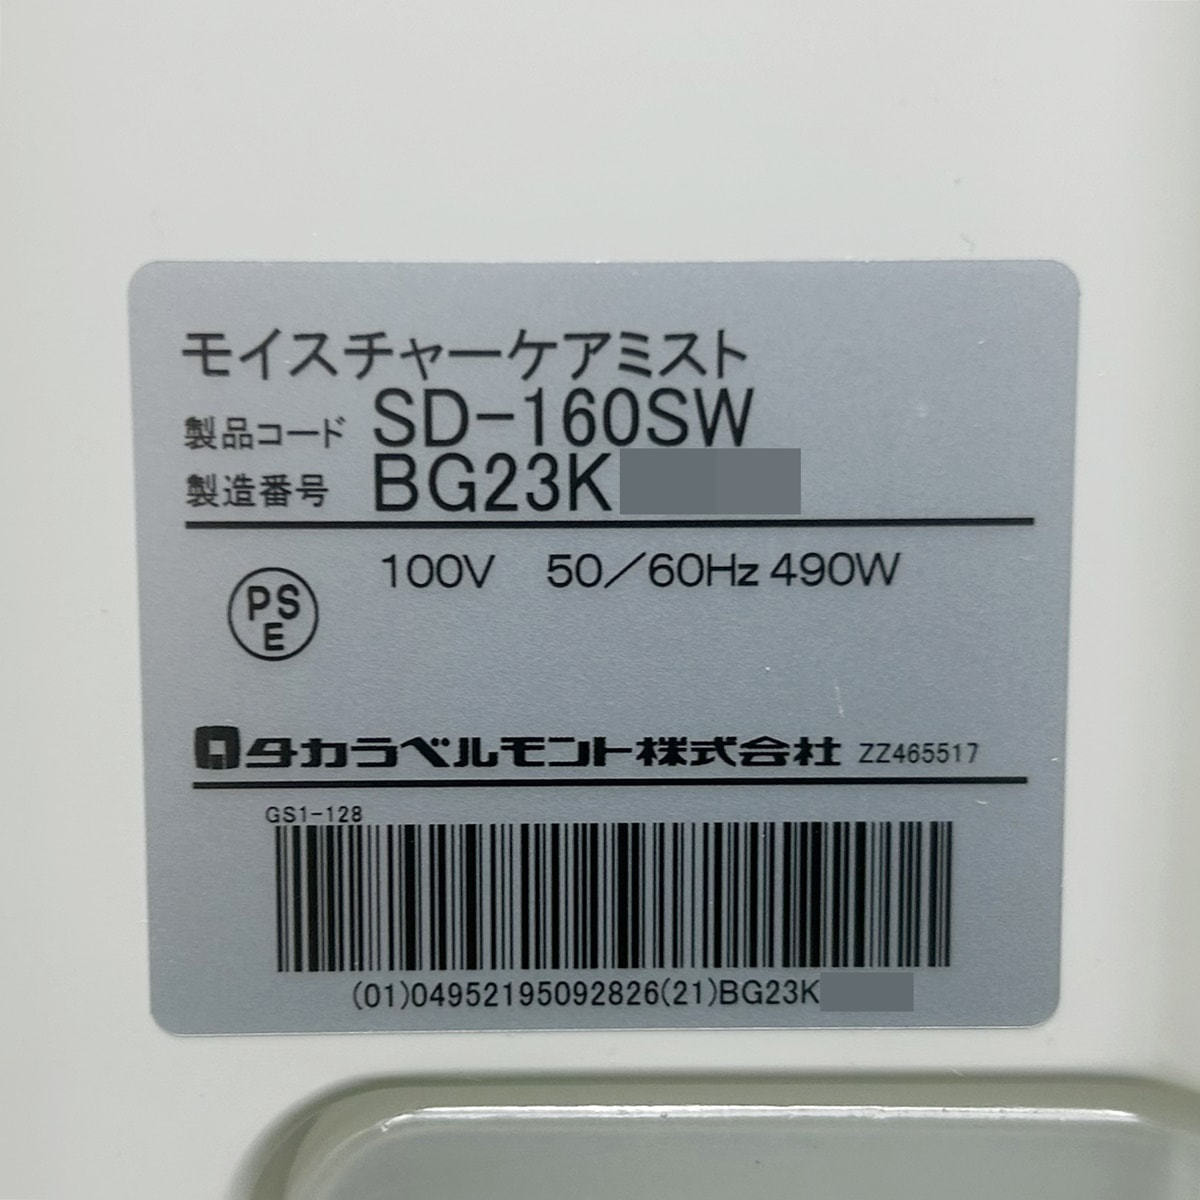 モイスチャーケアミスト
製品コード SD-160SW
製造番号 BG23K
100V 50/60Hz 490W
PSE
タカラベルモント株式会社 ZZ465517
GS1-128
(01)04952195092826(21)BG23K